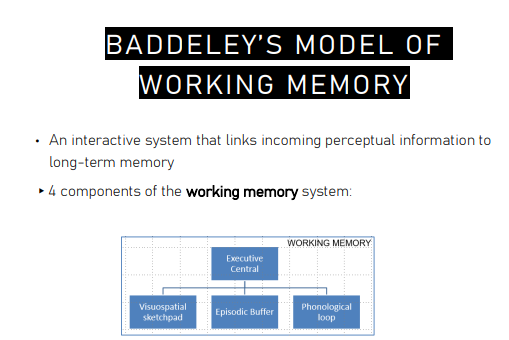 BADDELEY'S MODEL OF
WORKING MEMORY
• An interactive system that links incoming perceptual information to
long-term memory
▸ 4 components of the working memory system:
WORKING MEMORY
Executive
Central
Visuospatial
sketchpad
Episodic Buffer
Phonological
loop